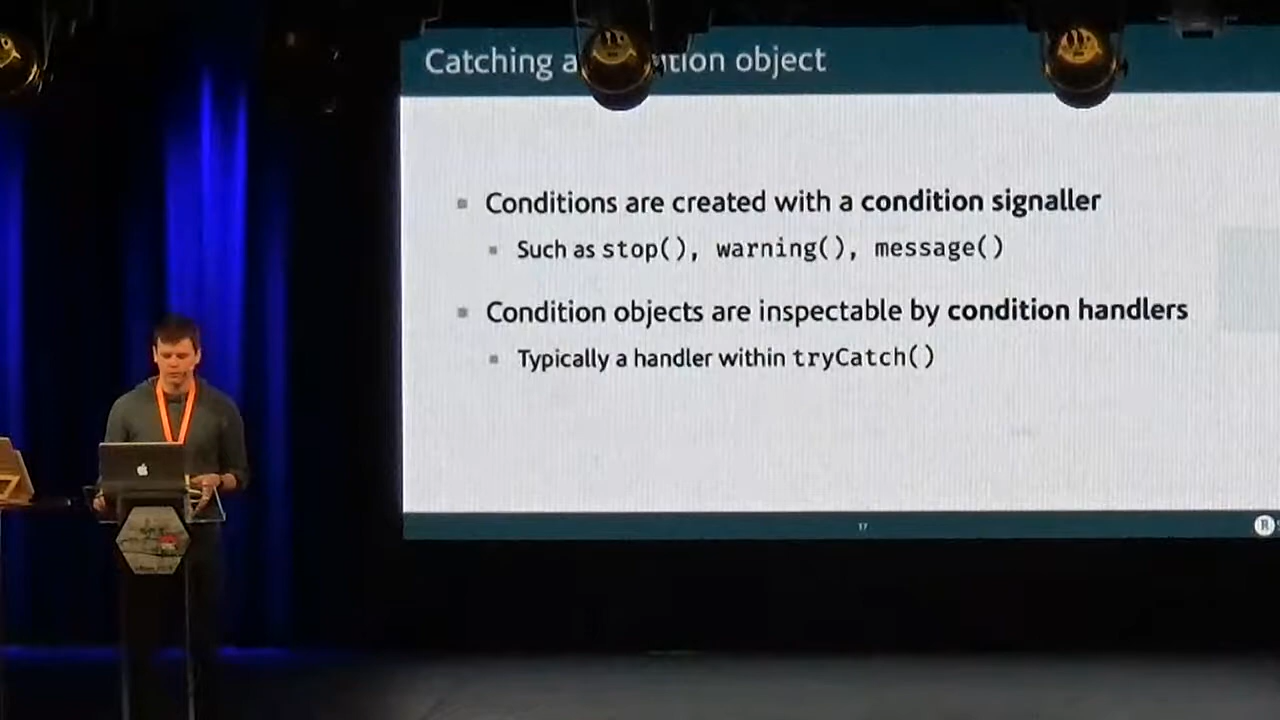 Catching a ution object
Conditions are created with a condition signaller
Such as stop(), warning(), message()
Condition objects are inspectable by condition handlers
Typically a handler within tryCatch()
17
R